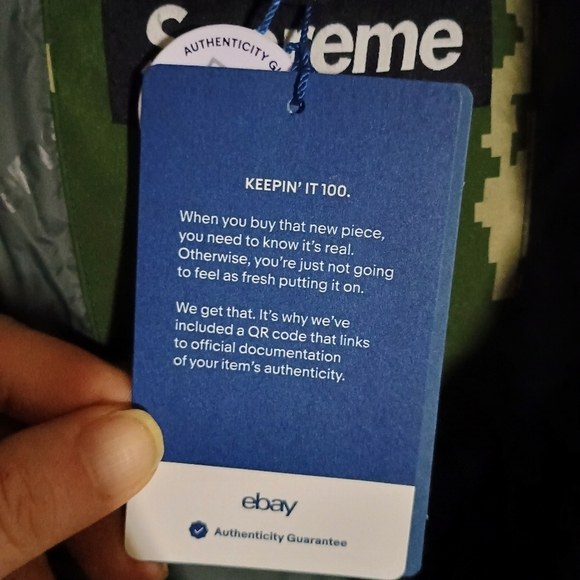 Supreme
AUTHENTICITY
KEEPIN' IT 100.
When you buy that new piece,
you need to know it's real.
Otherwise, you're just not going
to feel as fresh putting it on.
We get that. It's why we've
included a QR code that links
to official documentation
of your item's authenticity.
ebay
Authenticity Guarantee